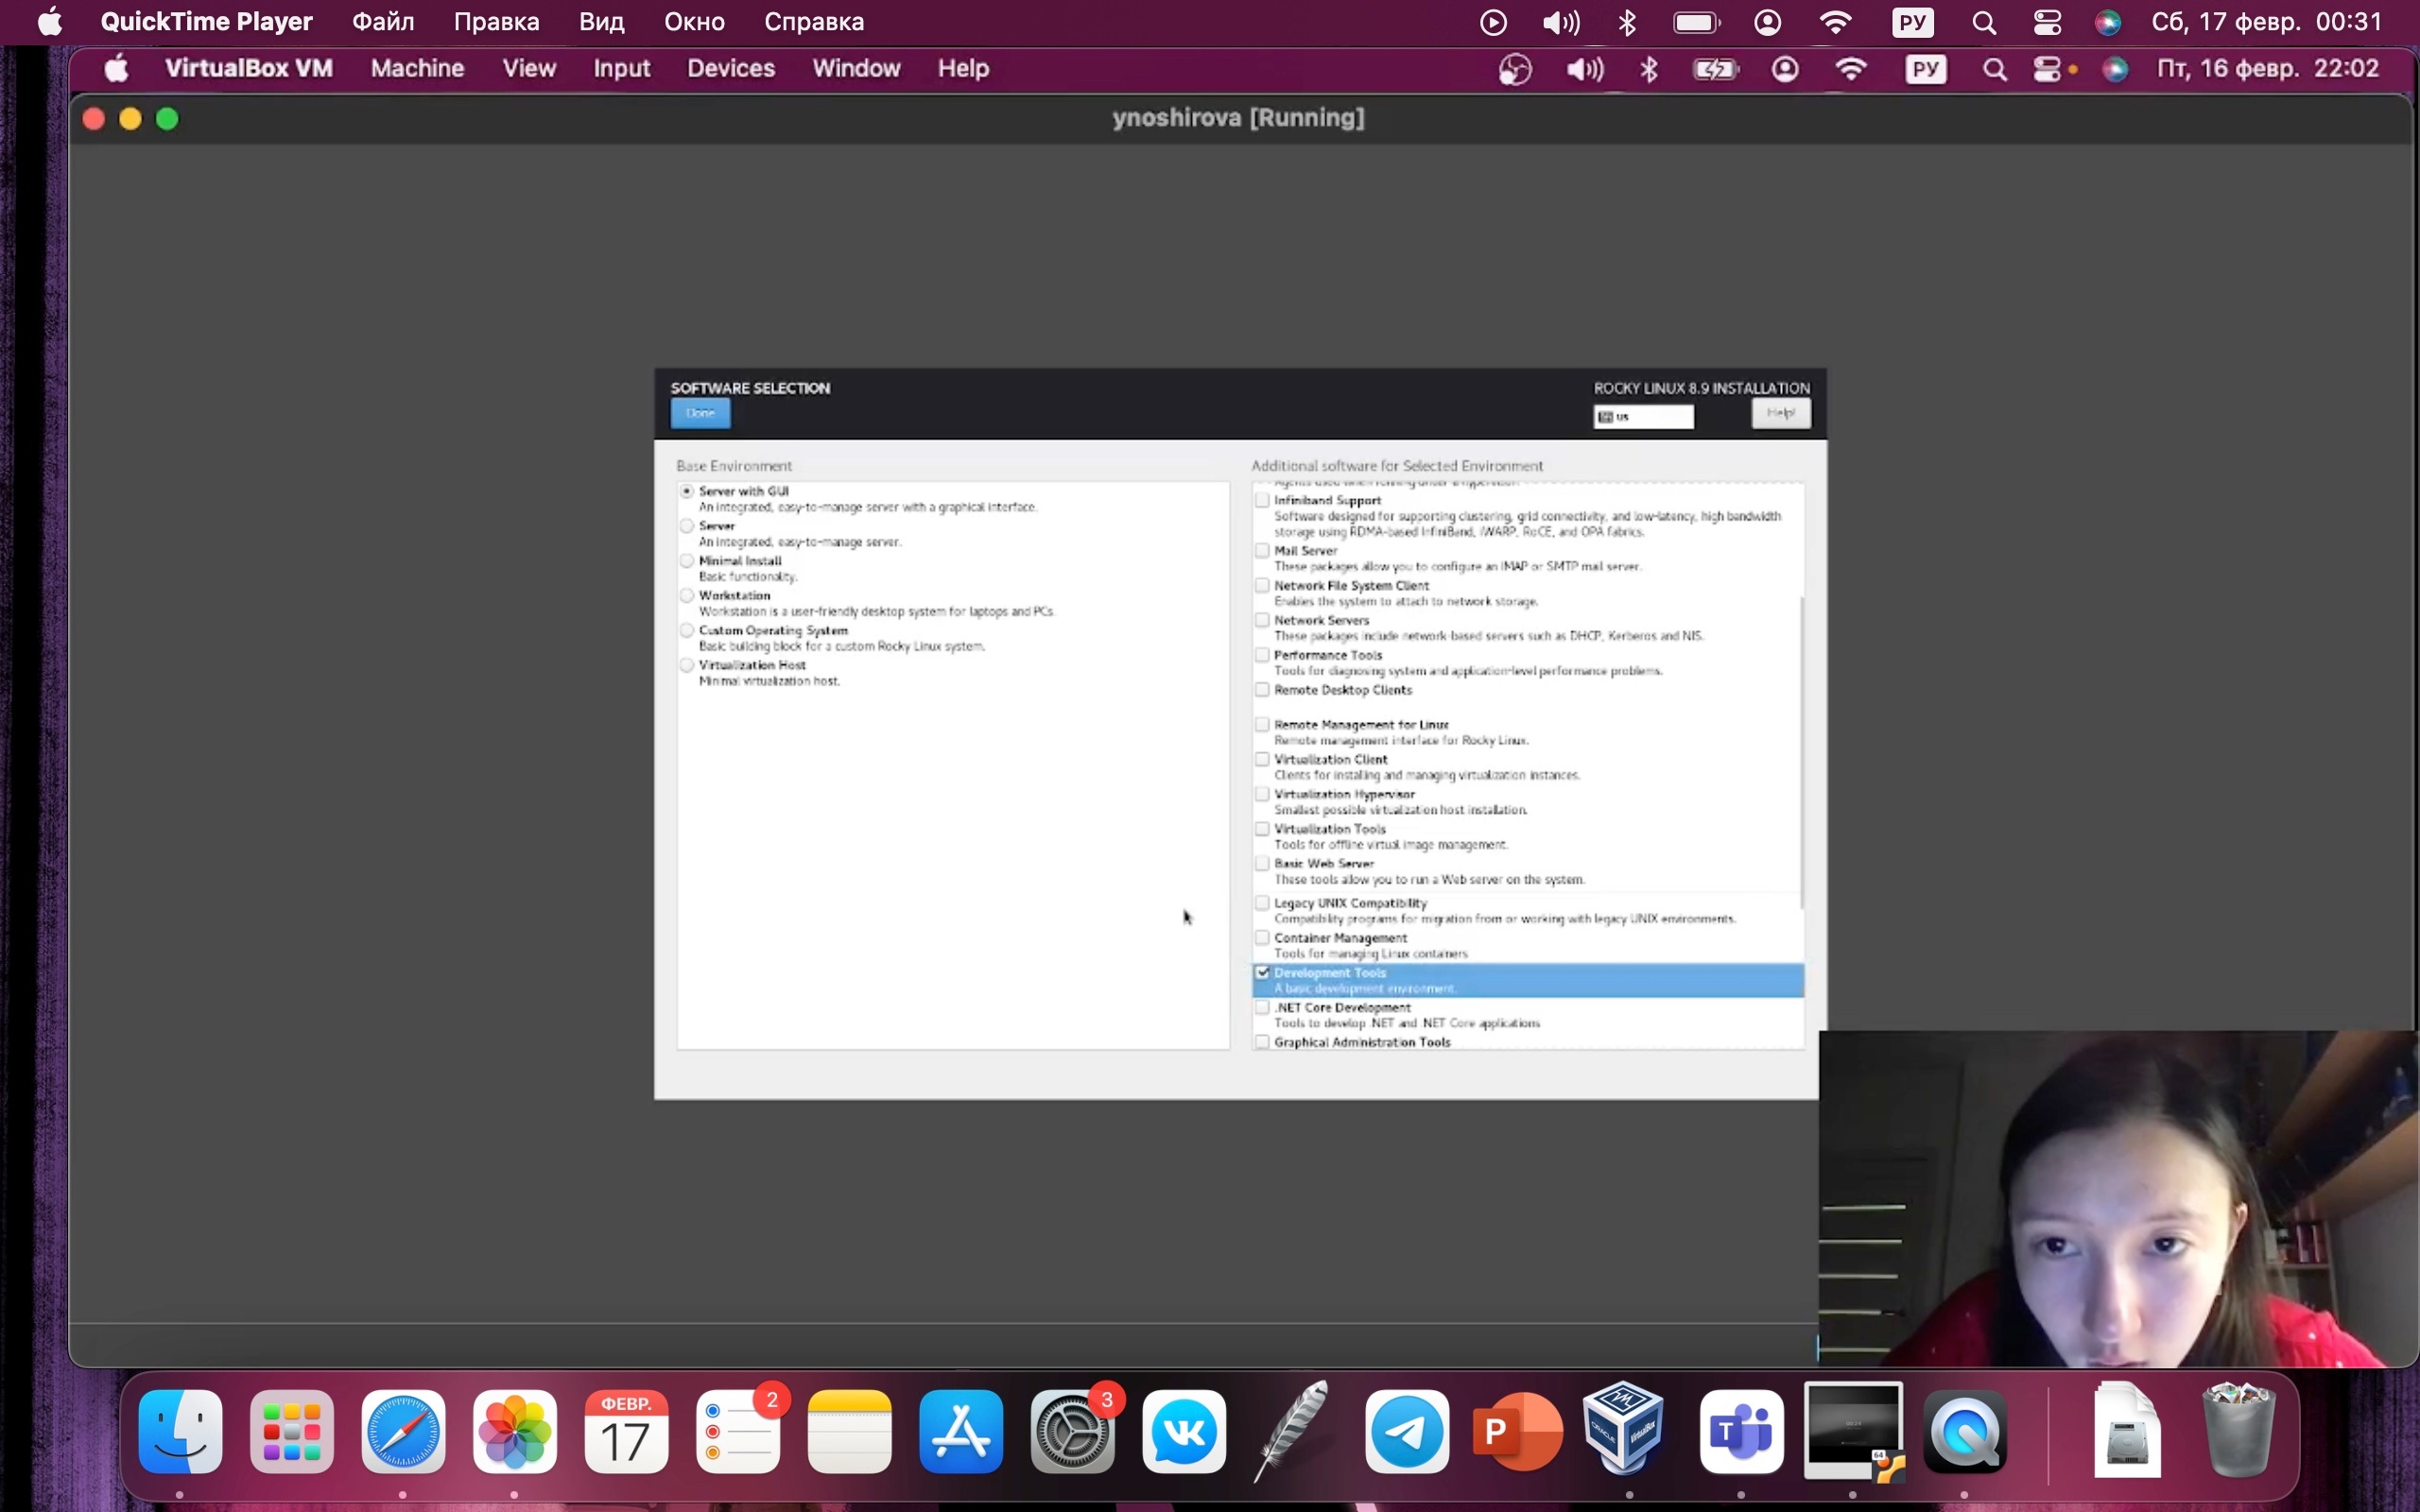 QuickTime Player Файл Правка Вид Окно Справка РУ Сб, 17 февр. 00:31
VirtualBox VM Machine View Input Devices Window Help РУ Пт, 16 февр. 22:02
ynoshirova [Running]
SOFTWARE SELECTION
ROCKY LINUX 8.9 INSTALLATION
Done
us
Help!
Base Environment
Server with GUI
An integrated, easy-to-manage server with a graphical interface.
Server
An integrated, easy-to-manage server.
Minimal Install
Basic functionality.
Workstation
Workstation is a user-friendly desktop system for laptops and PCs.
Custom Operating System
Basic building block for a custom Rocky Linux system.
Virtualization Host
Minimal virtualization host.
Additional software for Selected Environment
Agents used when running under a hypervisor.
Infiniband Support
Software designed for supporting clustering, grid connectivity, and low-latency, high bandwidth
storage using RDMA-based InfiniBand, iWARP, RoCE, and OPA fabrics.
Mail Server
These packages allow you to configure an IMAP or SMTP mail server.
Network File System Client
Enables the system to attach to network storage.
Network Servers
These packages include network-based servers such as DHCP, Kerberos and NIS.
Performance Tools
Tools for diagnosing system and application-level performance problems.
Remote Desktop Clients
Remote Management for Linux
Remote management interface for Rocky Linux.
Virtualization Client
Clients for installing and managing virtualization instances.
Virtualization Hypervisor
Smallest possible virtualization host installation.
Virtualization Tools
Tools for offline virtual image management.
Basic Web Server
These tools allow you to run a Web server on the system.
Legacy UNIX Compatibility
Compatibility programs for migration from or working with legacy UNIX environments.
Container Management
Tools for managing Linux containers
Development Tools
A basic development environment.
.NET Core Development
Tools to develop .NET and .NET Core applications
Graphical Administration Tools
ФЕВР.
17
2
3
P
T
64